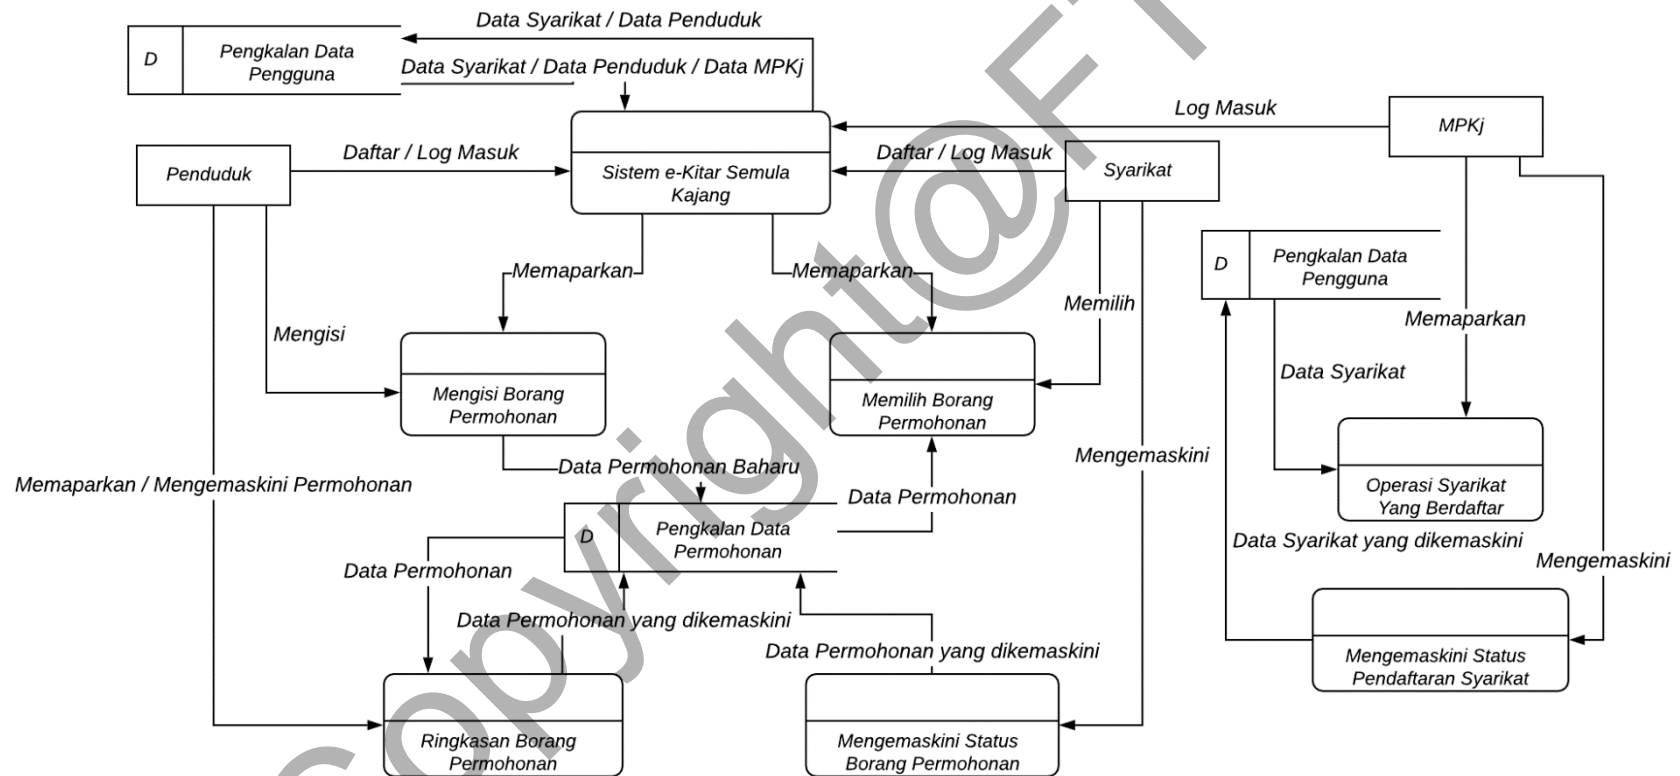 Data Syarikat / Data Penduduk
D
Pengkalan Data
Pengguna
Data Syarikat / Data Penduduk / Data MPKj
Log Masuk
MPKj
Penduduk
Daftar / Log Masuk
Sistem e-Kitar Semula
Kajang
Daftar / Log Masuk
Syarikat
D
Pengkalan Data
Pengguna
Memaparkan
Memaparkan
Memilih
Memaparkan
Mengisi
Data Syarikat
Mengisi Borang
Permohonan
Memilih Borang
Permohonan
Mengemaskini
Data Permohonan Baharu
Memaparkan / Mengemaskini Permohonan
Data Permohonan
Operasi Syarikat
Yang Berdaftar
D
Pengkalan Data
Permohonan
Data Syarikat yang dikemaskini
Mengemaskini
Data Permohonan
Data Permohonan yang dikemaskini
Data Permohonan yang dikemaskini
Mengemaskini Status
Pendaftaran Syarikat
Ringkasan Borang
Permohonan
Mengemaskini Status
Borang Permohonan
Copyright@FT